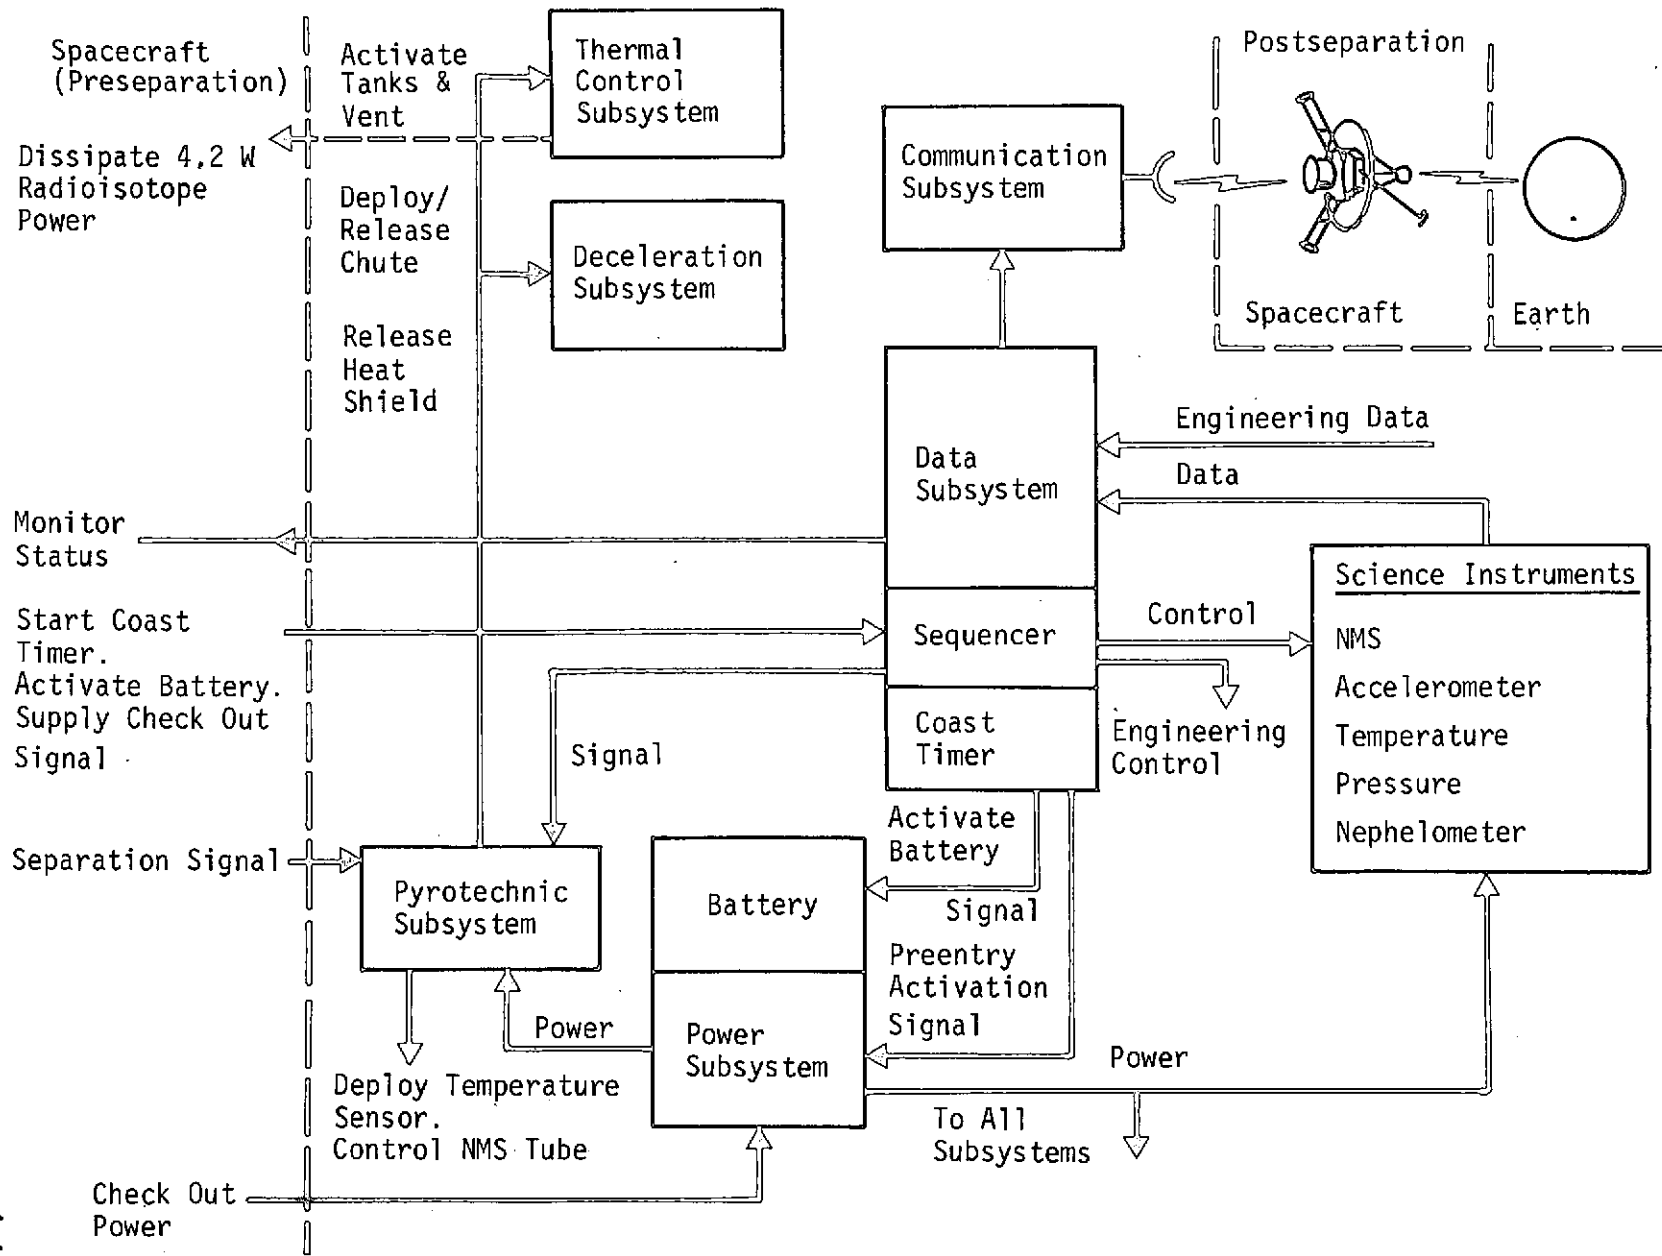 Spacecraft
(Preseparation)
Dissipate 4.2 W
Radioisotope
Power
Activate
Tanks &
Vent
Deploy/
Release
Chute
Release
Heat
Shield
Thermal
Control
Subsystem
Deceleration
Subsystem
Communication
Subsystem
Postseparation
Spacecraft
Earth
Engineering Data
Data
Data
Subsystem
Monitor
Status
Start Coast
Timer.
Activate Battery.
Supply Check Out
Signal
Sequencer
Control
Coast
Timer
Engineering
Control
Science Instruments
NMS
Accelerometer
Temperature
Pressure
Nephelometer
Signal
Separation Signal
Pyrotechnic
Subsystem
Battery
Activate
Battery
Signal
Preentry
Activation
Signal
Power
Power
Subsystem
Power
To All
Subsystems
Deploy Temperature
Sensor.
Control NMS Tube
Check Out
Power